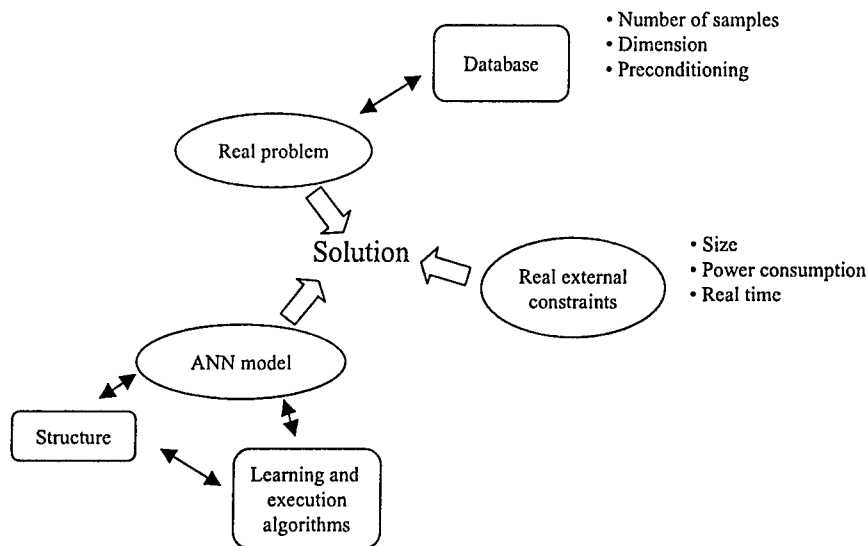 • Number of samples
• Dimension
• Preconditioning
Database
Real problem
Solution
• Size
• Power consumption
• Real time
Real external
constraints
ANN model
Structure
Learning and
execution
algorithms